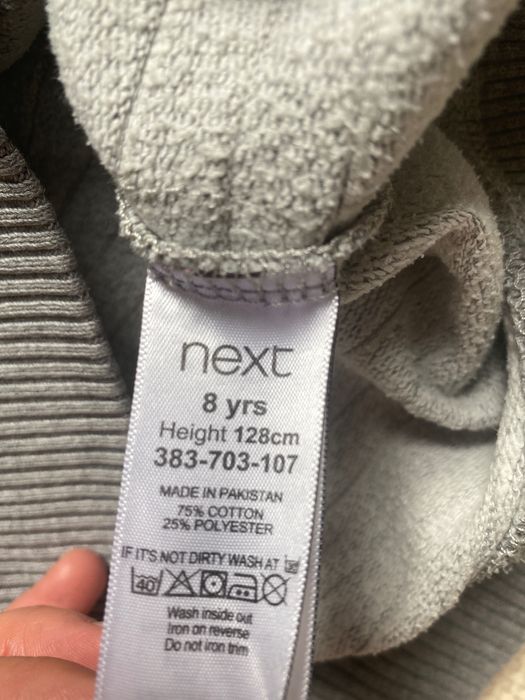 next
8 yrs
Height 128cm
383-703-107
MADE IN PAKISTAN
75% COTTON
25% POLYESTER
IF IT'S NOT DIRTY WASH AT
40
Wash inside out
Iron on reverse
Do not iron trim